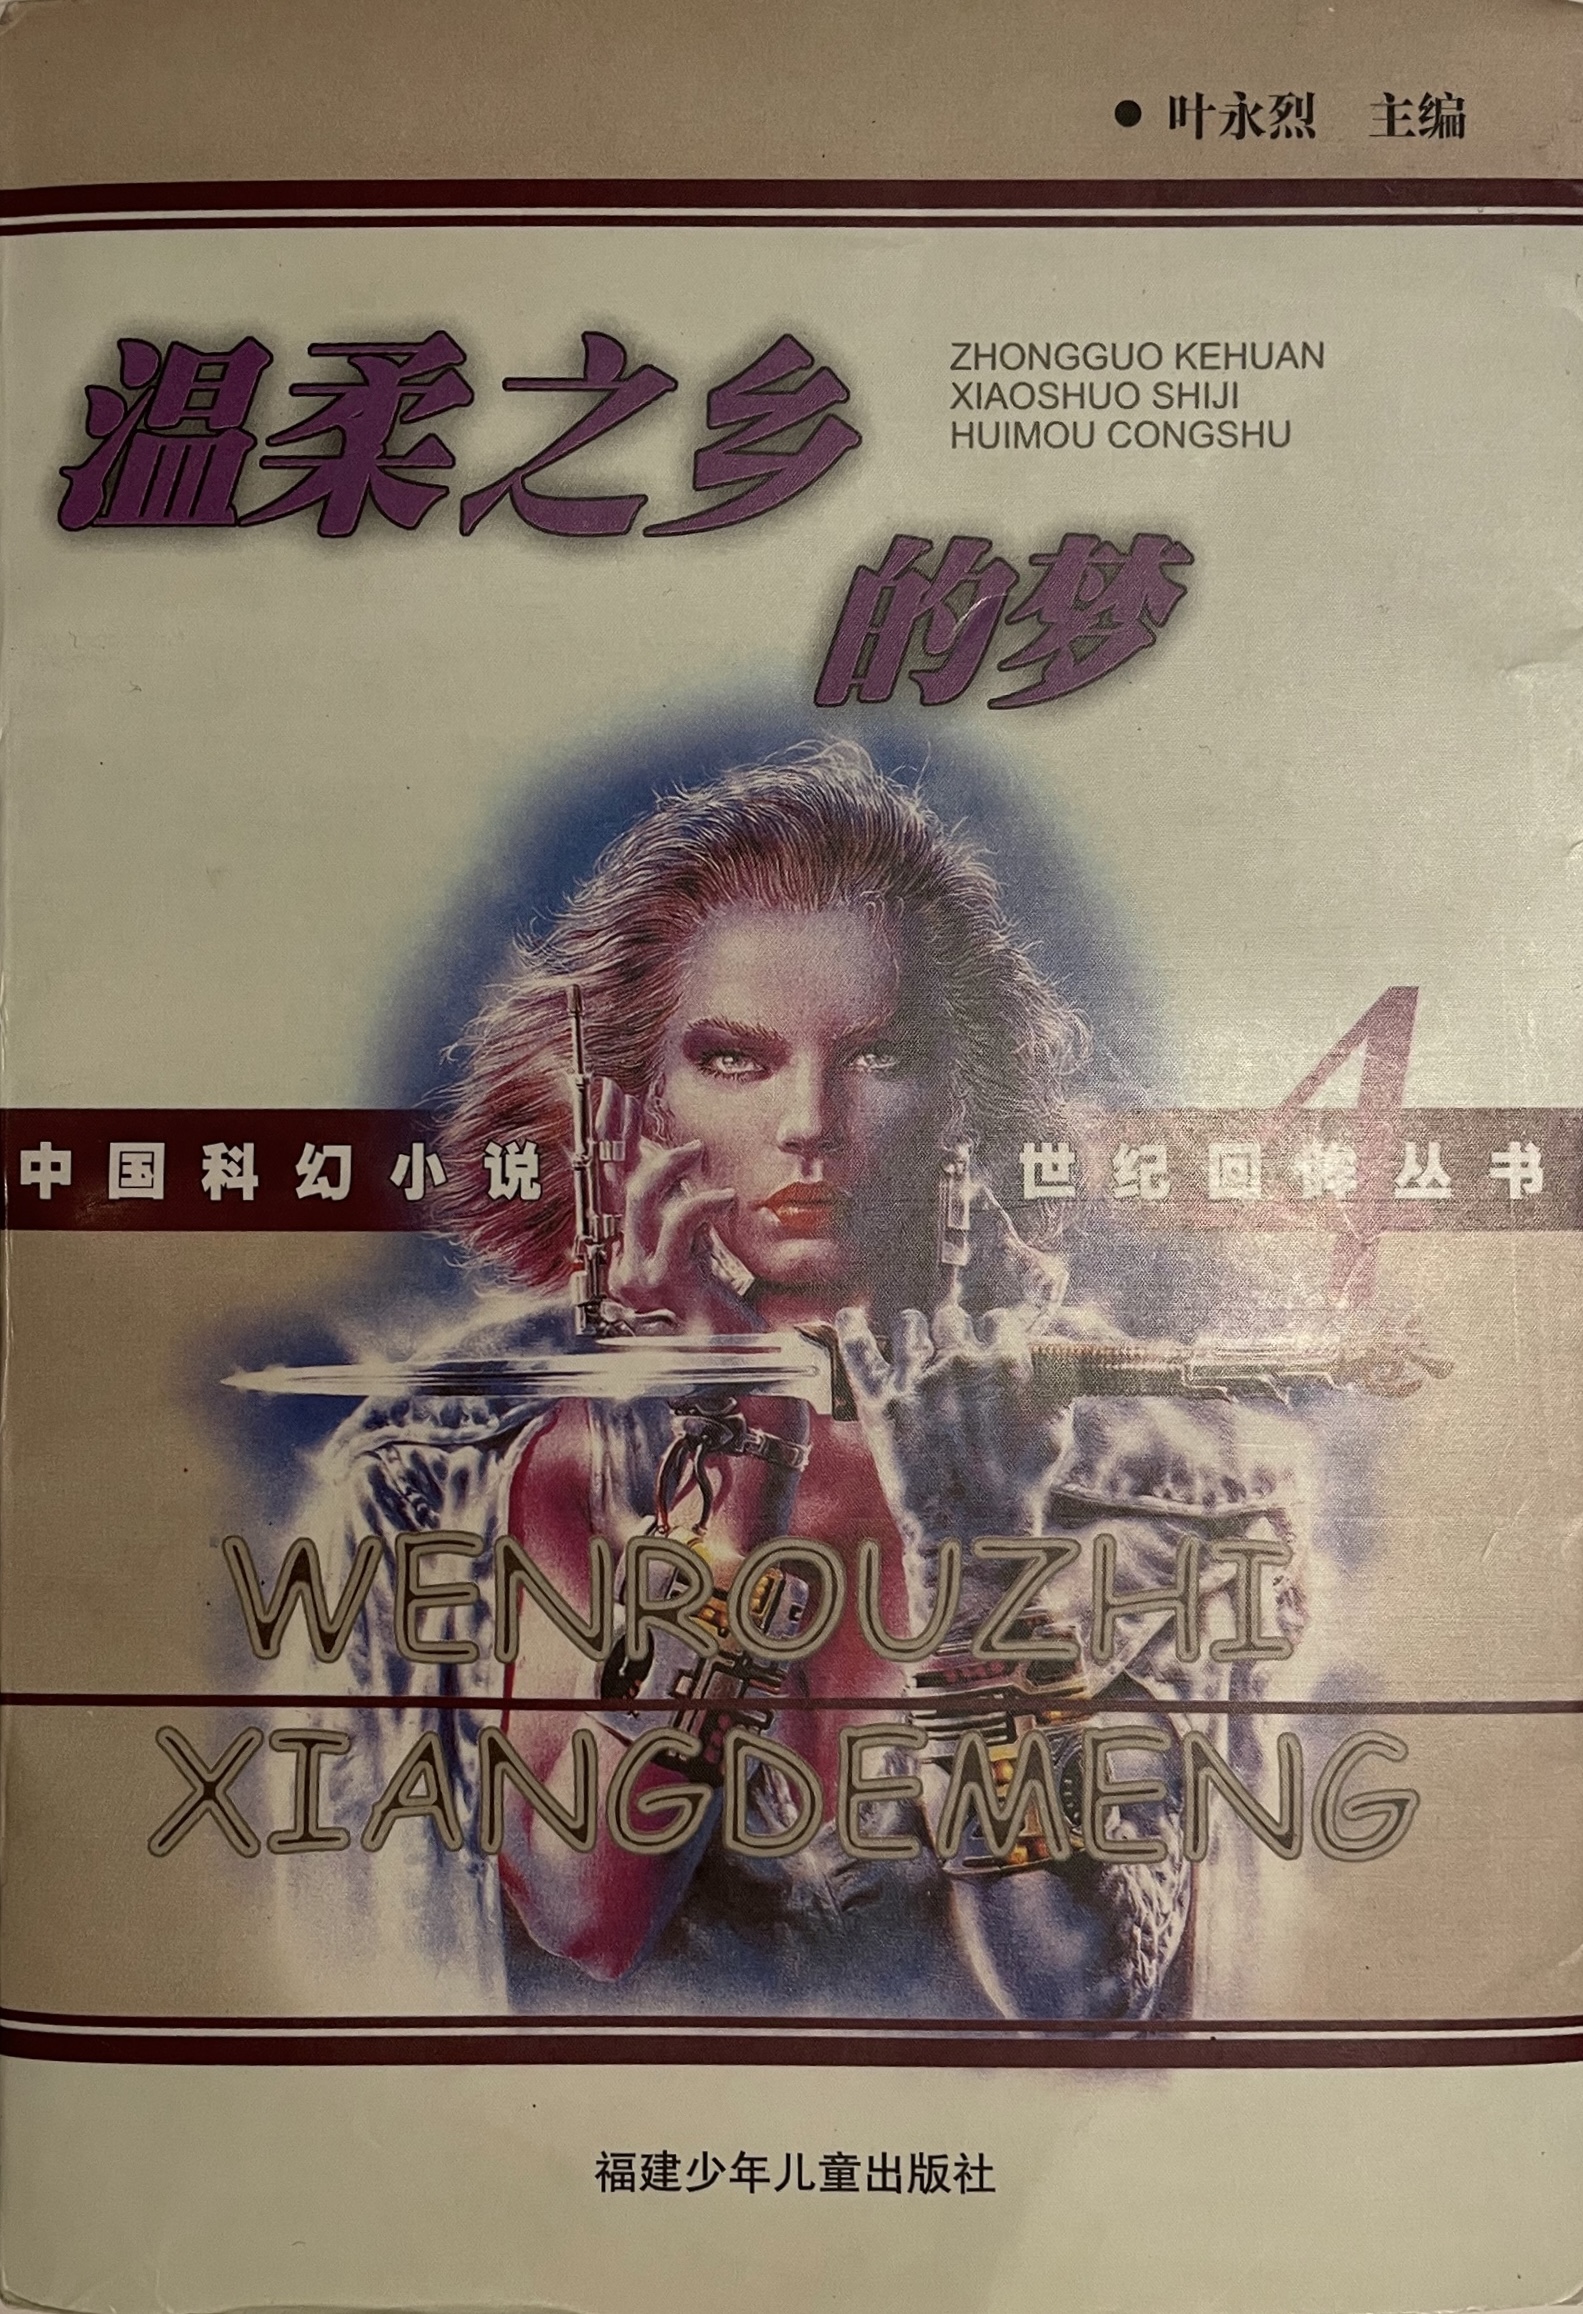 ● 叶永烈 主编
温柔之乡
的梦
ZHONGGUO KEHUAN
XIAOSHUO SHIJI
HUIMOU CONGSHU
中国科幻小说 世纪回眸丛书
4
卷
WENROUZHI
XIANGDEMENG
福建少年儿童出版社